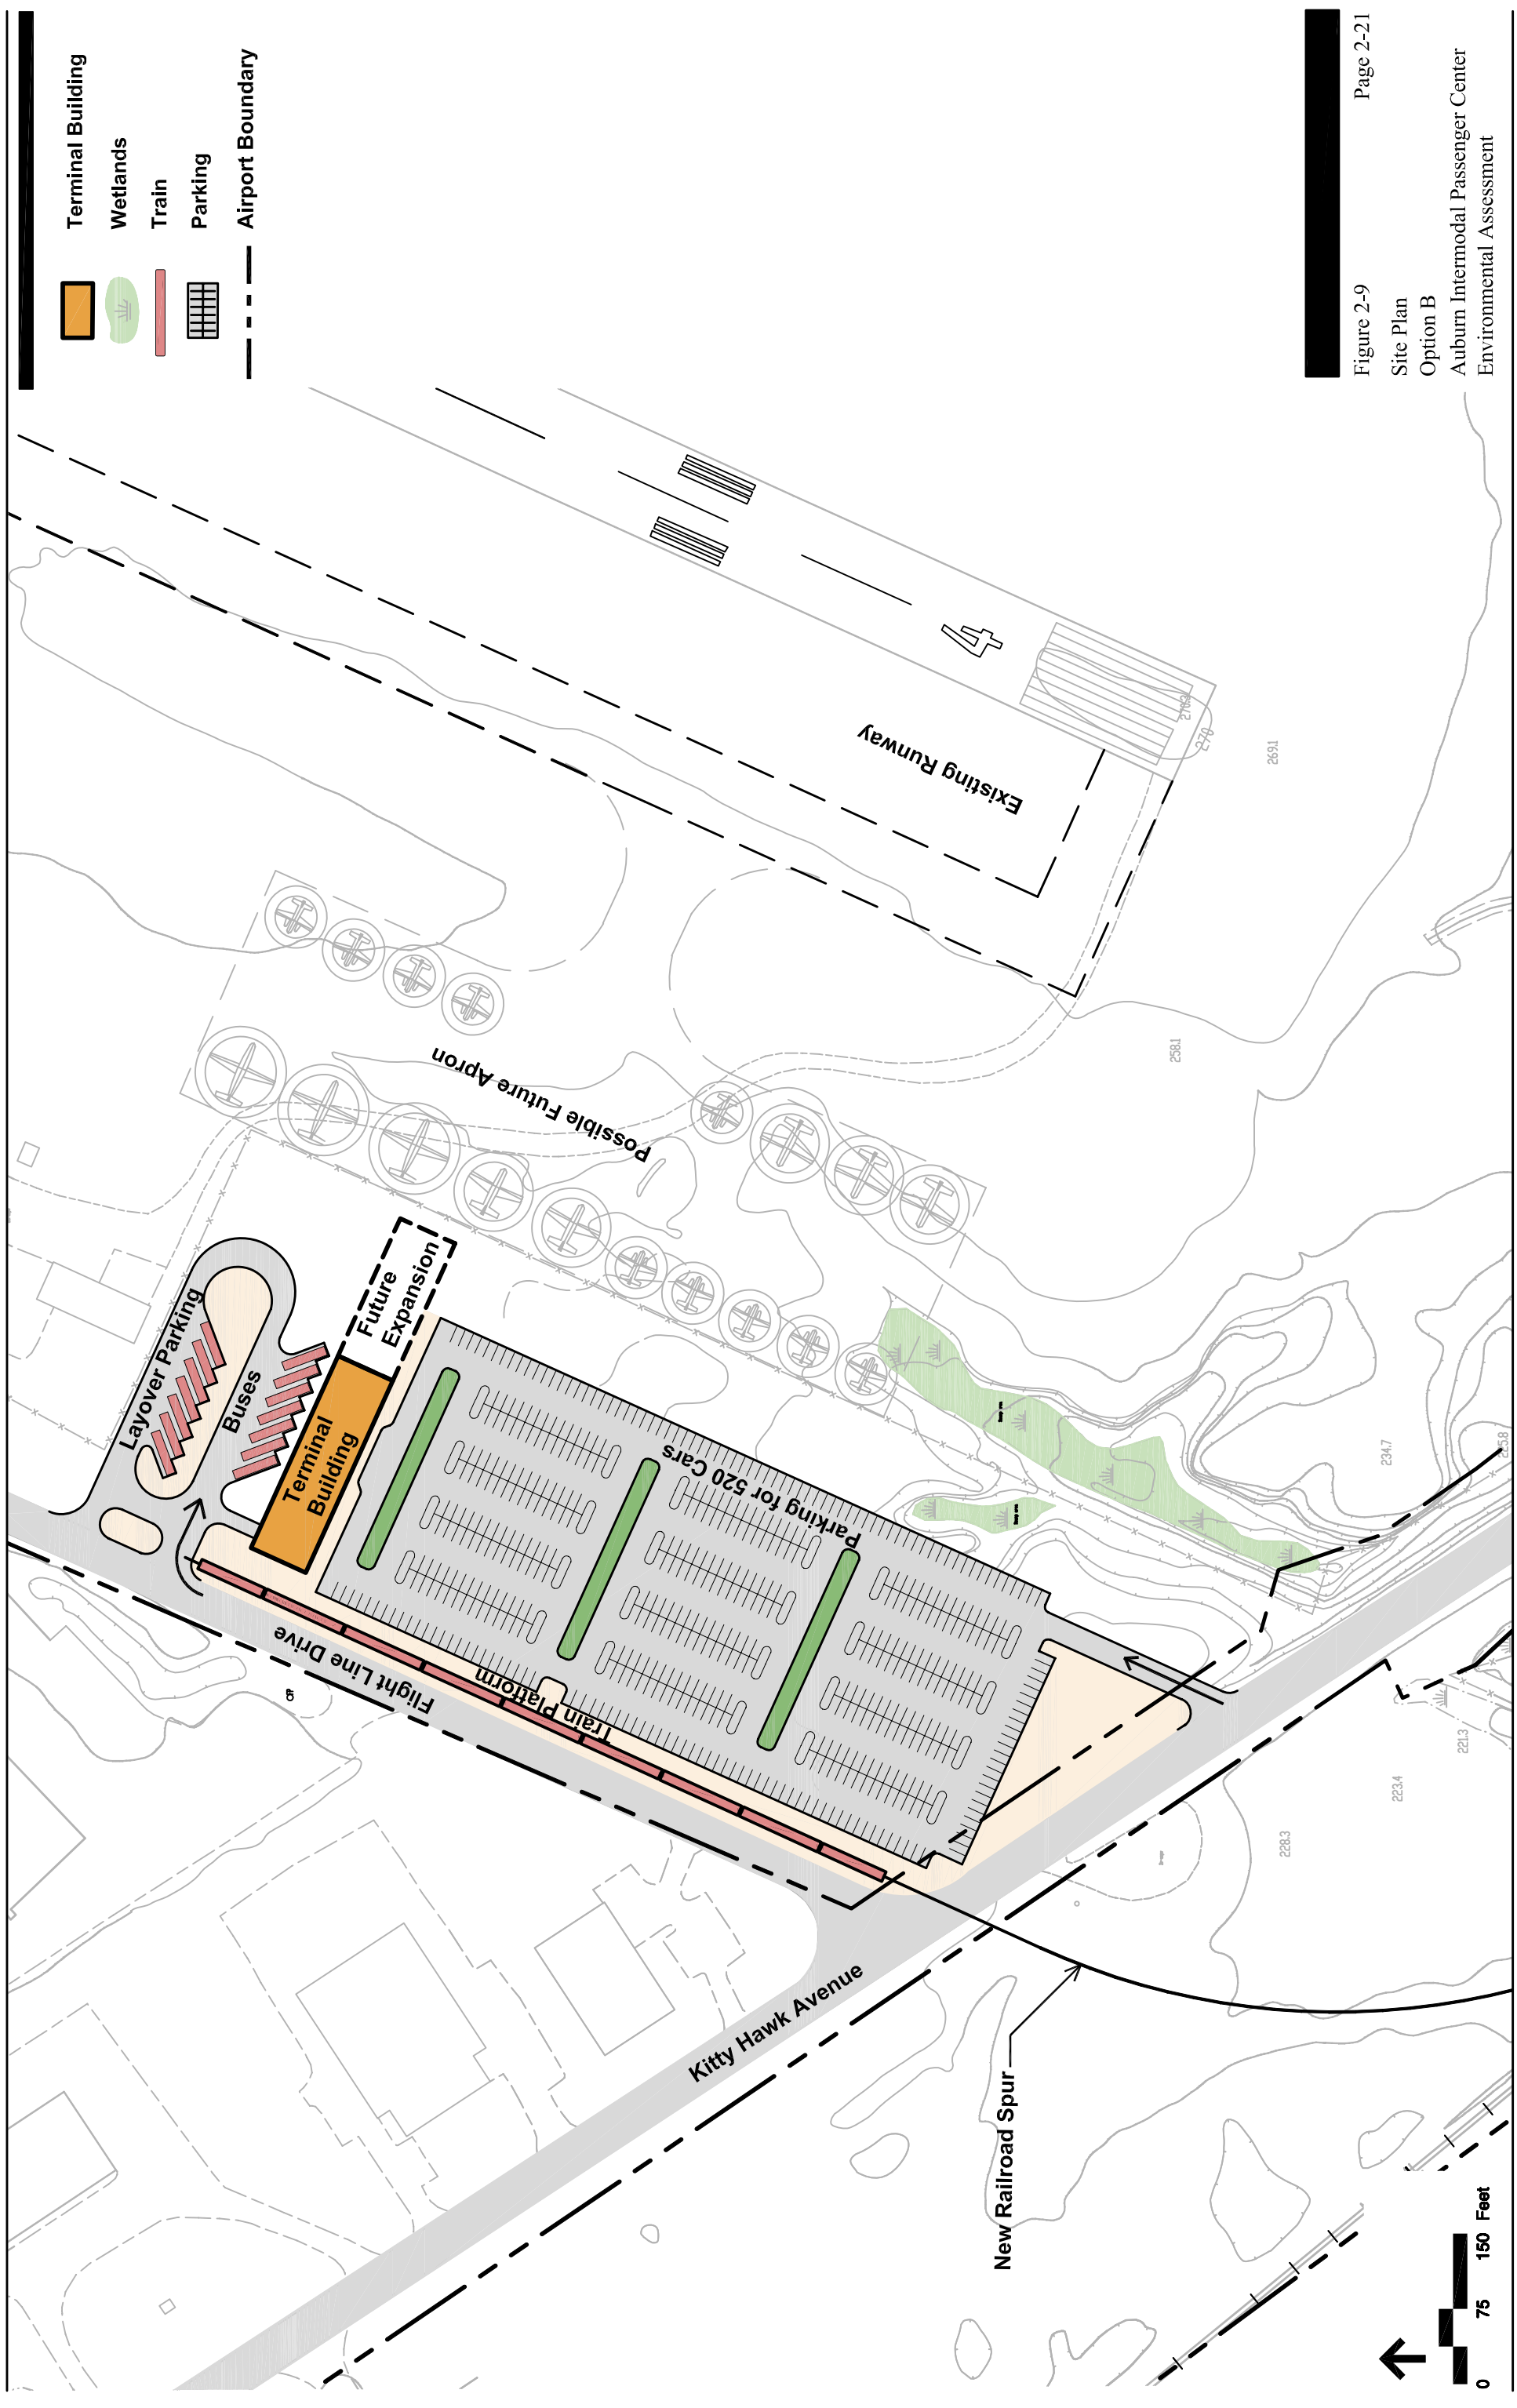 Terminal Building
Wetlands
Train
Parking
Airport Boundary
Figure 2-9 Page 2-21
Site Plan
Option B
Auburn Intermodal Passenger Center
Environmental Assessment
4
Existing Runway
270
269.1
258.1
Possible Future Apron
Layover Parking
Buses
Terminal
Building
Future
Expansion
Parking for 520 Cars
Train Platform
Flight Line Drive
Kitty Hawk Avenue
New Railroad Spur
234.7
221.3
223.4
228.3
0 75 150 Feet